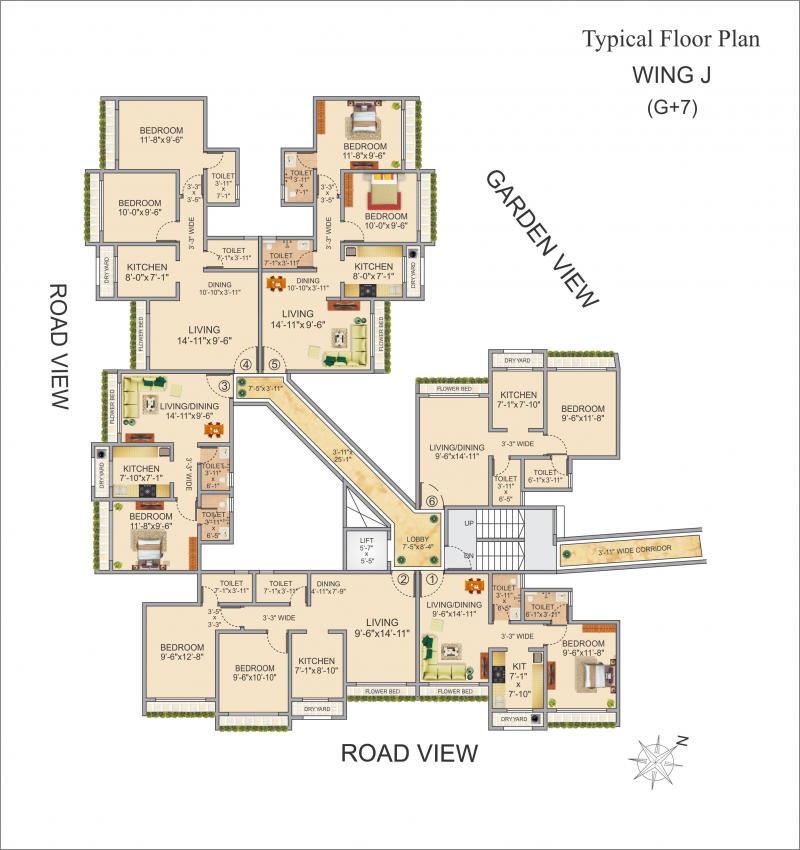 Typical Floor Plan
WING J
(G+7)
GARDEN VIEW
ROAD VIEW
BEDROOM
11'-8"x9'-6"
TOILET
3'-11"
x
7'-1"
BEDROOM
10'-0"x9'-6"
3'-3"
x
3'-5"
3'-3" WIDE
TOILET
7'-1"x3'-11"
DRY YARD
KITCHEN
8'-0"x7'-1"
DINING
10'-10"x3'-11"
LIVING
14'-11"x9'-6"
FLOWER BED
4
BEDROOM
11'-8"x9'-6"
TOILET
3'-11"
x
7'-1"
3'-3"
x
3'-5"
BEDROOM
10'-0"x9'-6"
3'-3" WIDE
TOILET
7'-1"x3'-11"
KITCHEN
8'-0"x7'-1"
DRY YARD
DINING
10'-10"x3'-11"
LIVING
14'-11"x9'-6"
FLOWER BED
5
3
7'-5"x3'-11"
FLOWER BED
LIVING/DINING
14'-11"x9'-6"
KITCHEN
7'-10"x7'-1"
DRY YARD
3'-3" WIDE
TOILET
3'-11"
x
6'-1"
BEDROOM
11'-8"x9'-6"
TOILET
3'-11"
x
6'-5"
3'-11"x
25'-1"
DRY YARD
FLOWER BED
KITCHEN
7'-1"x7'-10"
BEDROOM
9'-6"x11'-8"
LIVING/DINING
9'-6"x14'-11"
3'-3" WIDE
TOILET
3'-11"
x
6'-5"
TOILET
6'-1"x3'-11"
6
LIFT
5'-7"
x
5'-5"
LOBBY
7'-5"x8'-4"
UP
DN
3'-11" WIDE CORRIDOR
2
1
TOILET
7'-1"x3'-11"
TOILET
7'-1"x3'-11"
DINING
4'-11"x7'-9"
3'-5"
x
3'-3"
3'-3" WIDE
LIVING
9'-6"x14'-11"
BEDROOM
9'-6"x12'-8"
BEDROOM
9'-6"x10'-10"
KITCHEN
7'-1"x8'-10"
FLOWER BED
DRY YARD
LIVING/DINING
9'-6"x14'-11"
TOILET
3'-11"
x
6'-5"
TOILET
6'-1"x3'-11"
3'-3" WIDE
BEDROOM
9'-6"x11'-8"
KIT
7'-1"
x
7'-10"
FLOWER BED
DRY YARD
ROAD VIEW
N